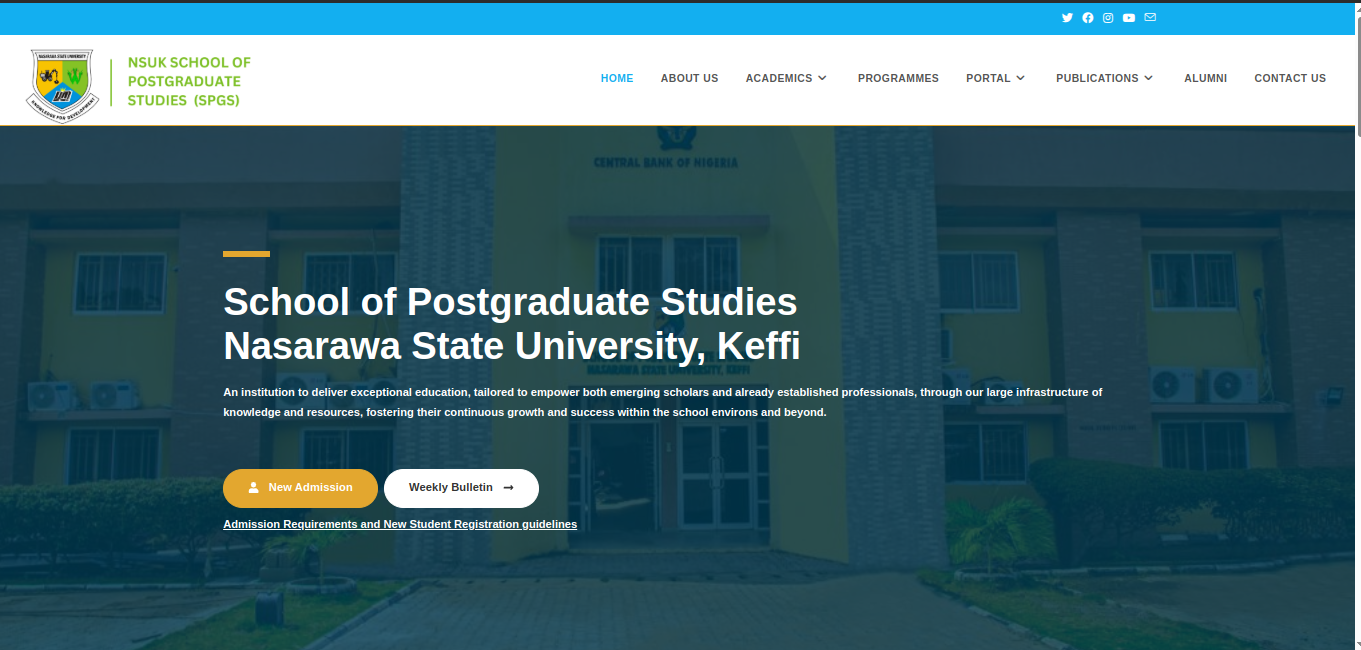 NASARAWA STATE UNIVERSITY
KNOWLEDGE FOR DEVELOPMENT
NSUK SCHOOL OF
POSTGRADUATE
STUDIES (SPGS)
HOME
ABOUT US
ACADEMICS
PROGRAMMES
PORTAL
PUBLICATIONS
ALUMNI
CONTACT US
CENTRAL BANK OF NIGERIA
School of Postgraduate Studies
Nasarawa State University, Keffi
NASARAWA STATE UNIVERSITY, KEFFI
An institution to deliver exceptional education, tailored to empower both emerging scholars and already established professionals, through our large infrastructure of
knowledge and resources, fostering their continuous growth and success within the school environs and beyond.
New Admission
Weekly Bulletin
Admission Requirements and New Student Registration guidelines